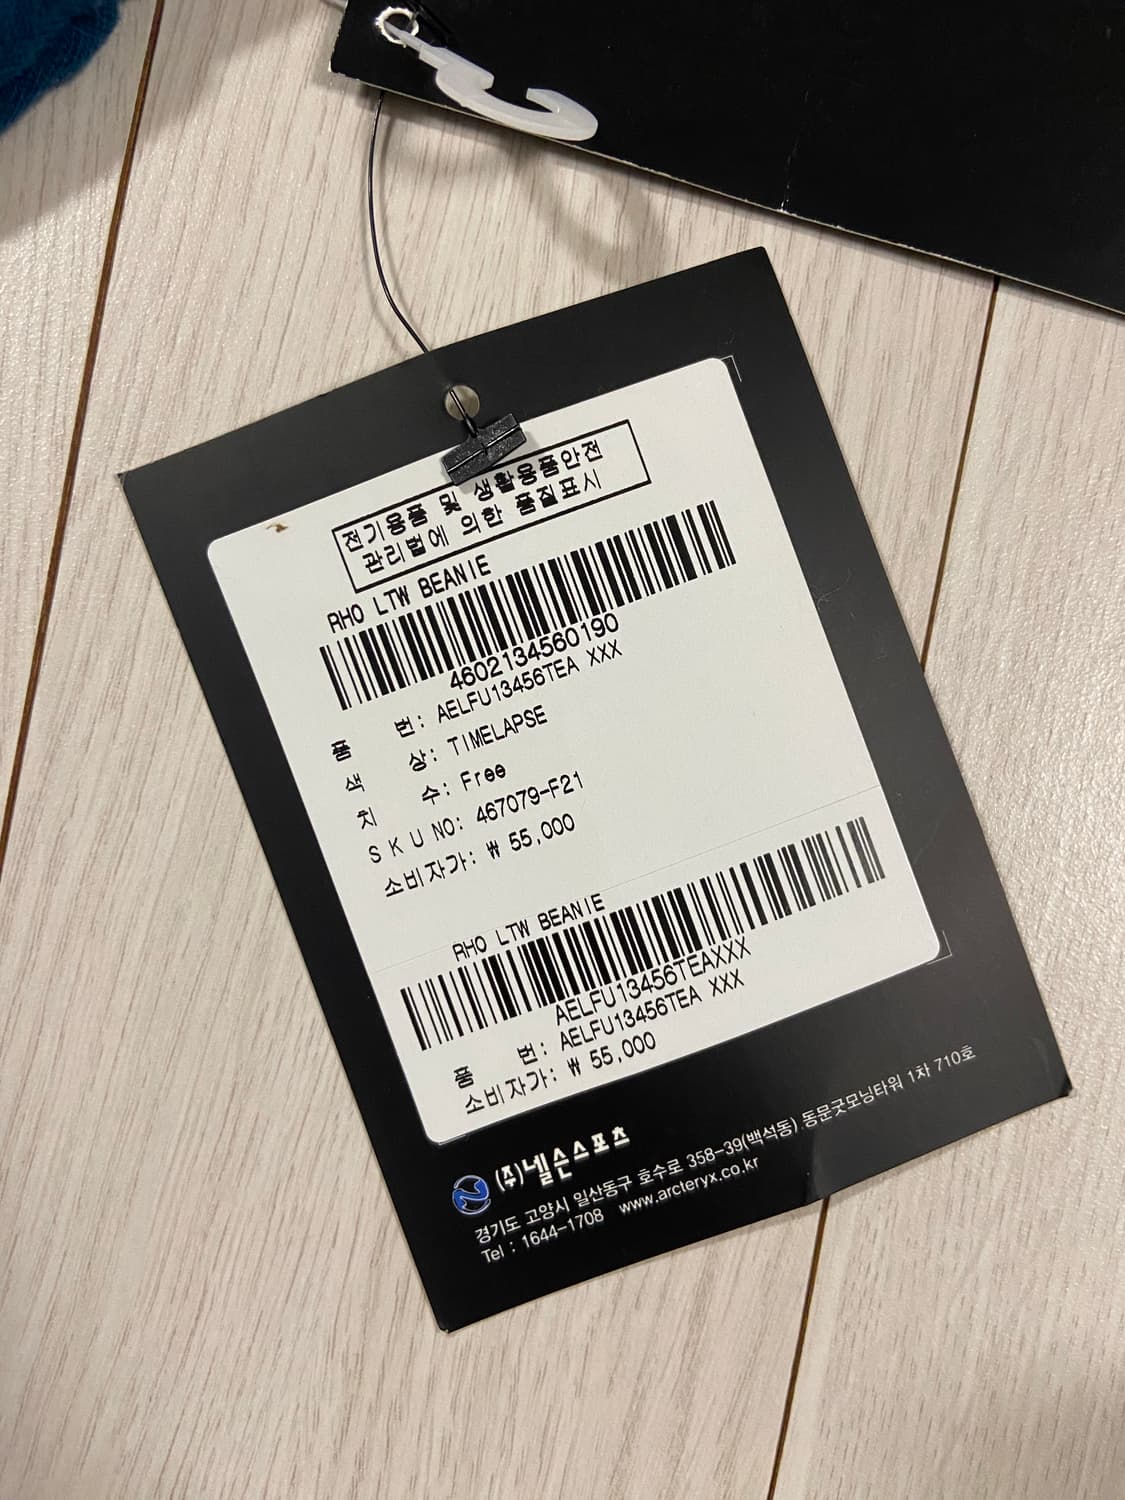 전기용품 및 생활용품안전
관리법에 의한 품질표시
RHO LTW BEANIE
4602134560190
품 번: AELFU13456TEA XXX
색 상: TIMELAPSE
치 수: Free
S K U NO: 467079-F21
소비자가: ₩ 55,000
RHO LTW BEANIE
AELFU13456TEAXXX
품 번: AELFU13456TEA XXX
소비자가: ₩ 55,000
(주)넬슨스포츠
경기도 고양시 일산동구 호수로 358-39(백석동) 동문굿모닝타워 1차 710호
Tel : 1644-1708 www.arcteryx.co.kr